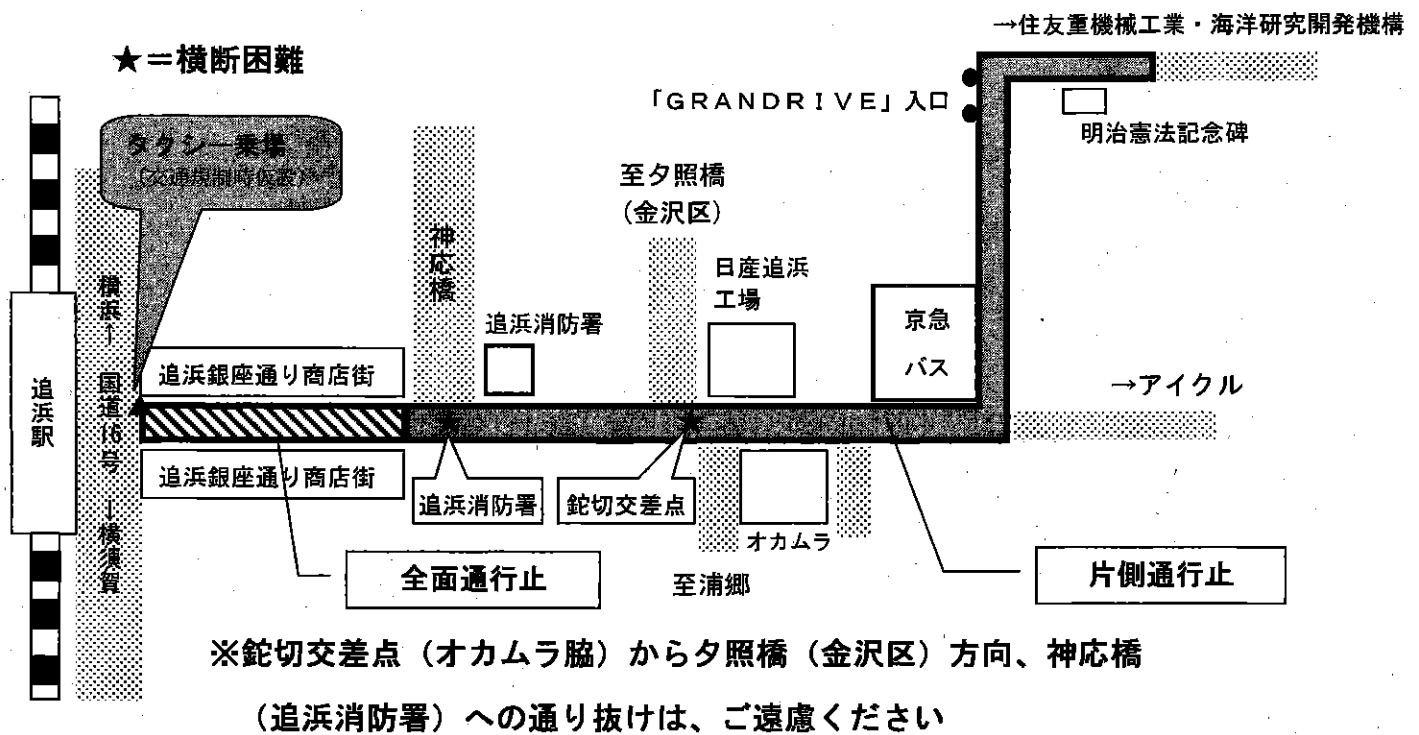 →住友重機械工業・海洋研究開発機構
★＝横断困難
「ＧＲＡＮＤＲＩＶＥ」入口
明治憲法記念碑
タクシー乗場
（交通規制時仮設）
至夕照橋
（金沢区）
神応橋
日産追浜
工場
京急
バス
追浜消防署
→アイクル
横浜↑　国道16号　↓横須賀
追浜駅
追浜銀座通り商店街
追浜銀座通り商店街
追浜消防署
鉈切交差点
オカムラ
全面通行止
至浦郷
片側通行止
※鉈切交差点（オカムラ脇）から夕照橋（金沢区）方向、神応橋
（追浜消防署）への通り抜けは、ご遠慮ください